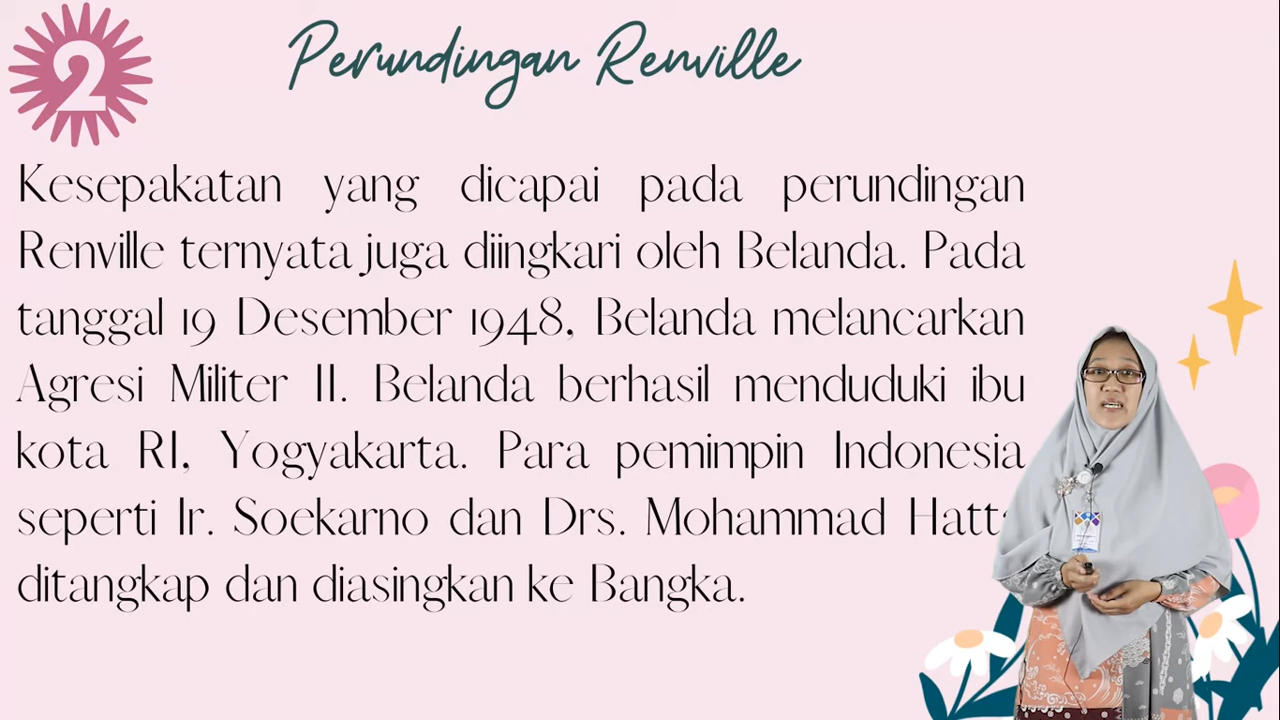 2
Perundingan Renville
Kesepakatan yang dicapai pada perundingan
Renville ternyata juga diingkari oleh Belanda. Pada
tanggal 19 Desember 1948, Belanda melancarkan
Agresi Militer II. Belanda berhasil menduduki ibu
kota RI, Yogyakarta. Para pemimpin Indonesia
seperti Ir. Soekarno dan Drs. Mohammad Hatta
ditangkap dan diasingkan ke Bangka.